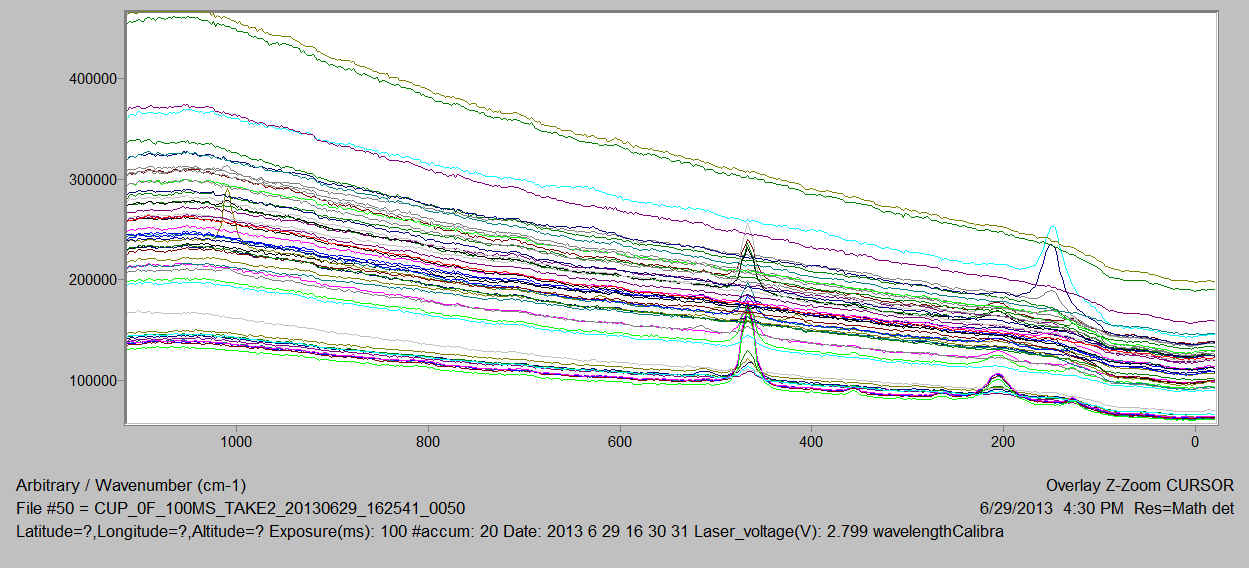 400000
300000
200000
100000
1000 800 600 400 200 0
Arbitrary / Wavenumber (cm-1) Overlay Z-Zoom CURSOR
File #50 = CUP_0F_100MS_TAKE2_20130629_162541_0050 6/29/2013 4:30 PM Res=Math det
Latitude=?,Longitude=?,Altitude=? Exposure(ms): 100 #accum: 20 Date: 2013 6 29 16 30 31 Laser_voltage(V): 2.799 wavelengthCalibra